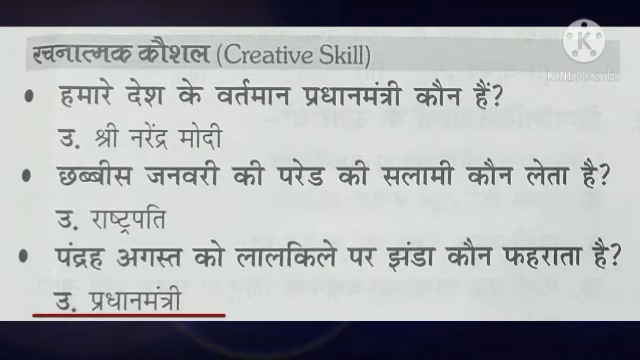 रचनात्मक कौशल (Creative Skill)
K
KINEMASTER
• हमारे देश के वर्तमान प्रधानमंत्री कौन हैं?
उ. श्री नरेंद्र मोदी
• छब्बीस जनवरी की परेड की सलामी कौन लेता है?
उ. राष्ट्रपति
• पंद्रह अगस्त को लालकिले पर झंडा कौन फहराता है?
उ. प्रधानमंत्री